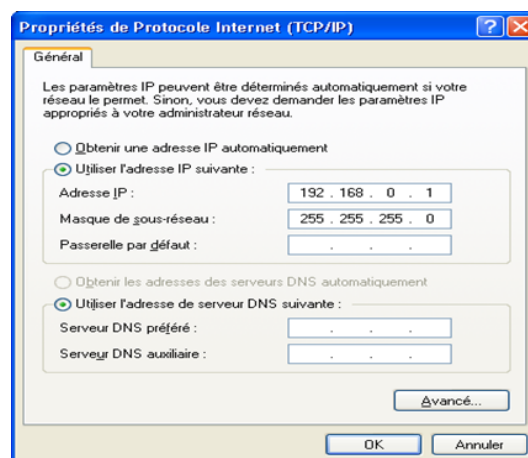 Propriétés de Protocole Internet (TCP/IP)
Général
Les paramètres IP peuvent être déterminés automatiquement si votre
réseau le permet. Sinon, vous devez demander les paramètres IP
appropriés à votre administrateur réseau.
Obtenir une adresse IP automatiquement
Utiliser l'adresse IP suivante :
Adresse IP : 192 . 168 . 0 . 1
Masque de sous-réseau : 255 . 255 . 255 . 0
Passerelle par défaut : . . .
Obtenir les adresses des serveurs DNS automatiquement
Utiliser l'adresse de serveur DNS suivante :
Serveur DNS préféré : . . .
Serveur DNS auxiliaire : . . .
Avancé...
OK Annuler